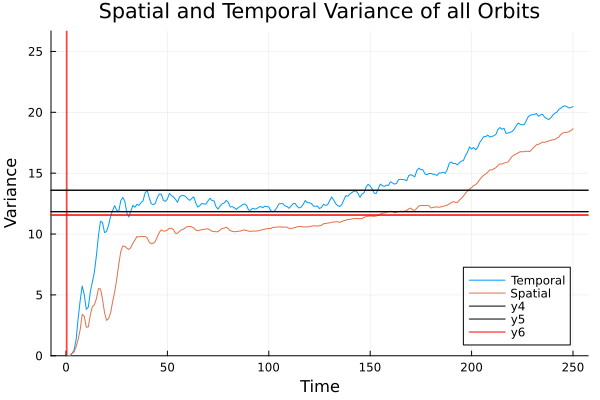 Spatial and Temporal Variance of all Orbits
Variance
25
20
15
10
5
0
0 50 100 150 200 250
Time
Temporal
Spatial
y4
y5
y6